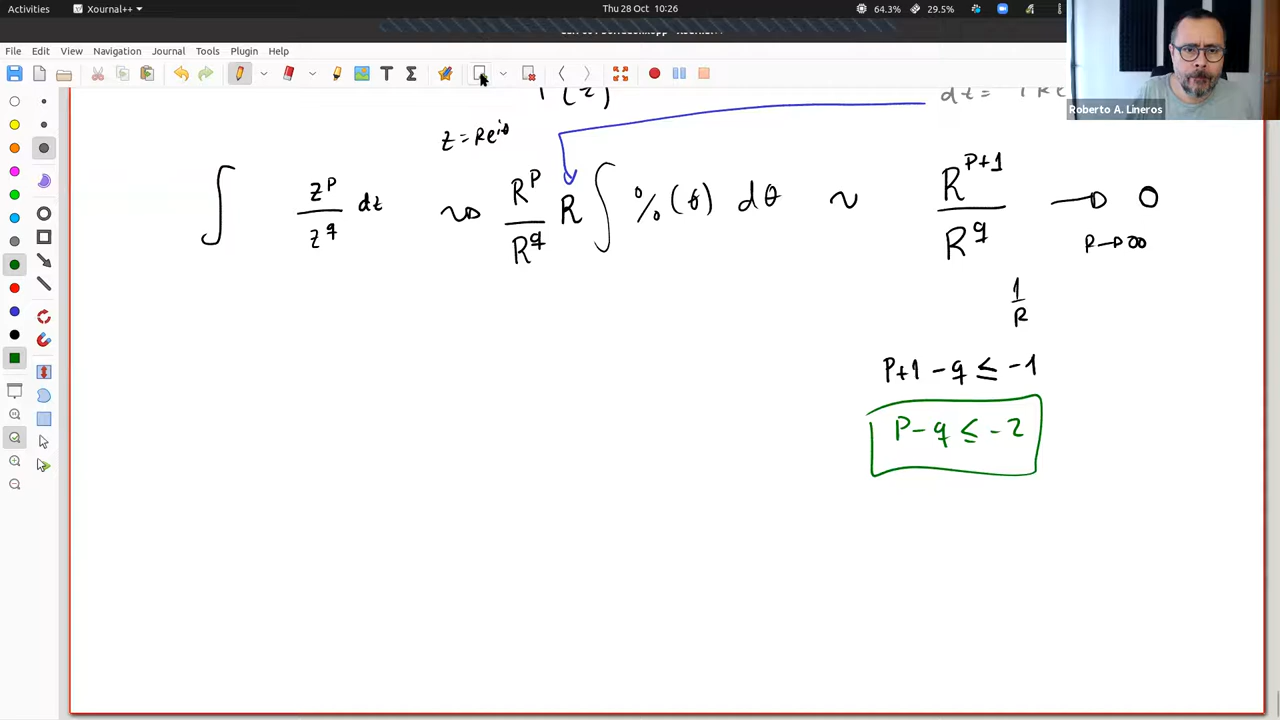 Activities Xournal++ Thu 28 Oct 10:26 64.3% 29.5%
File Edit View Navigation Journal Tools Plugin Help
(z) dz =
Roberto A. Lineros
z = Re^{iθ}
∫ z^p / z^q dz ~> R^p / R^q R ∫ %(θ) dθ ~ R^{p+1} / R^q → 0
R→∞
1/R
p+1 - q ≤ -1
p - q ≤ -2